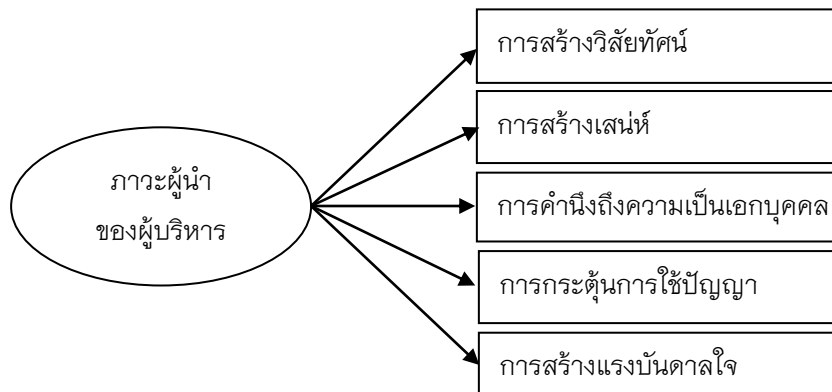 การสร้างวิสัยทัศน์
การสร้างเสน่ห์
ภาวะผู้นำ
ของผู้บริหาร
การคำนึงถึงความเป็นเอกบุคคล
การกระตุ้นการใช้ปัญญา
การสร้างแรงบันดาลใจ